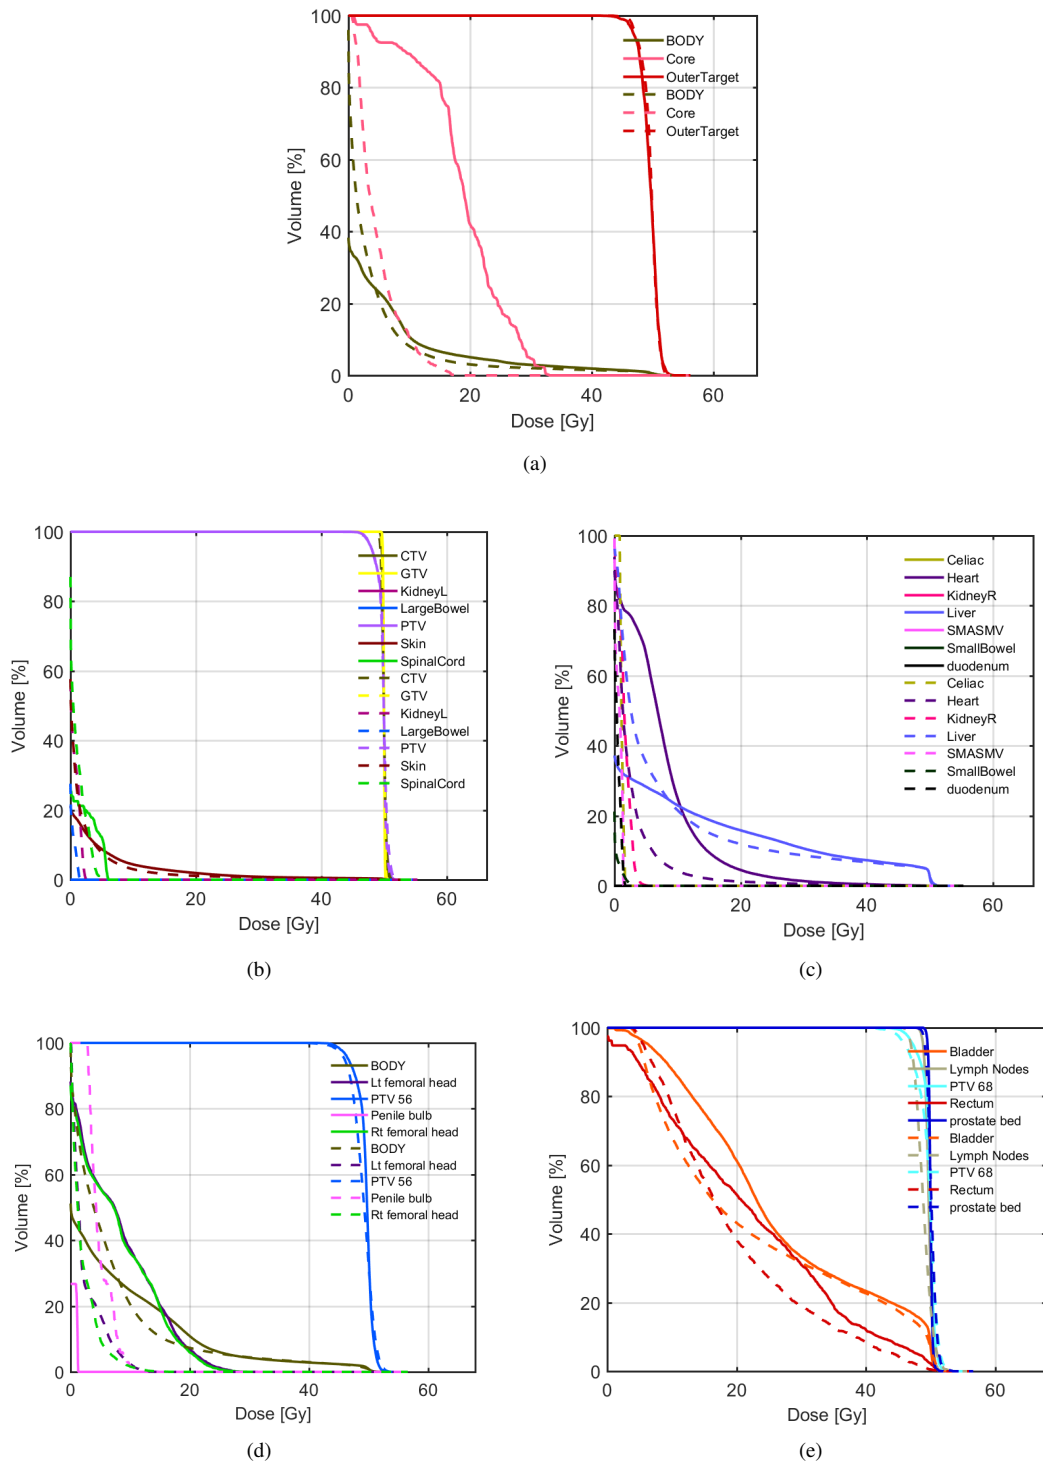 100
80
60
40
20
0
Volume [%]
BODY
Core
OuterTarget
BODY
Core
OuterTarget
0
20
40
60
Dose [Gy]
(a)
100
80
60
40
20
0
Volume [%]
CTV
GTV
KidneyL
LargeBowel
PTV
Skin
SpinalCord
CTV
GTV
KidneyL
LargeBowel
PTV
Skin
SpinalCord
0
20
40
60
Dose [Gy]
(b)
100
80
60
40
20
0
Volume [%]
Celiac
Heart
KidneyR
Liver
SMASMV
SmallBowel
duodenum
Celiac
Heart
KidneyR
Liver
SMASMV
SmallBowel
duodenum
0
20
40
60
Dose [Gy]
(c)
100
80
60
40
20
0
Volume [%]
BODY
Lt femoral head
PTV 56
Penile bulb
Rt femoral head
BODY
Lt femoral head
PTV 56
Penile bulb
Rt femoral head
0
20
40
60
Dose [Gy]
(d)
100
80
60
40
20
0
Volume [%]
Bladder
Lymph Nodes
PTV 68
Rectum
prostate bed
Bladder
Lymph Nodes
PTV 68
Rectum
prostate bed
0
20
40
60
Dose [Gy]
(e)